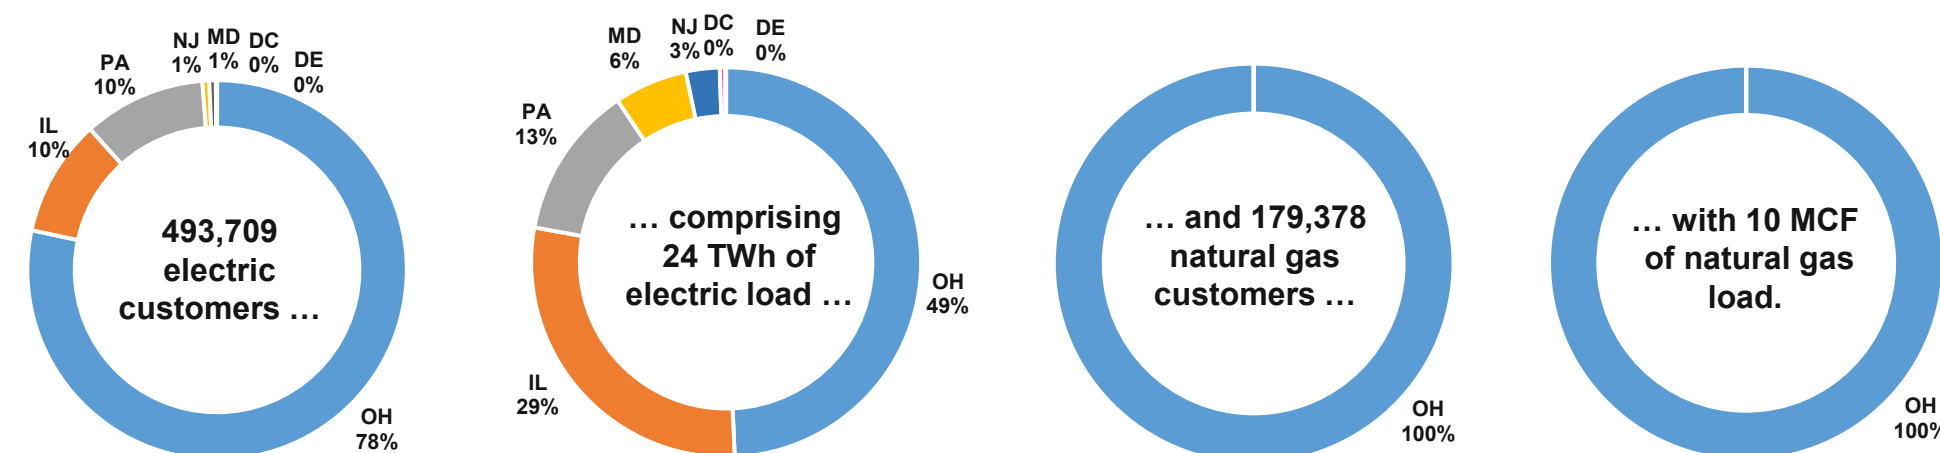 NJ MD DC
1% 1% 0%
DE
0%
PA
10%
IL
10%
493,709
electric
customers …
OH
78%
NJ DC
3% 0%
DE
0%
MD
6%
PA
13%
… comprising
24 TWh of
electric load …
OH
49%
IL
29%
… and 179,378
natural gas
customers …
OH
100%
… with 10 MCF
of natural gas
load.
OH
100%